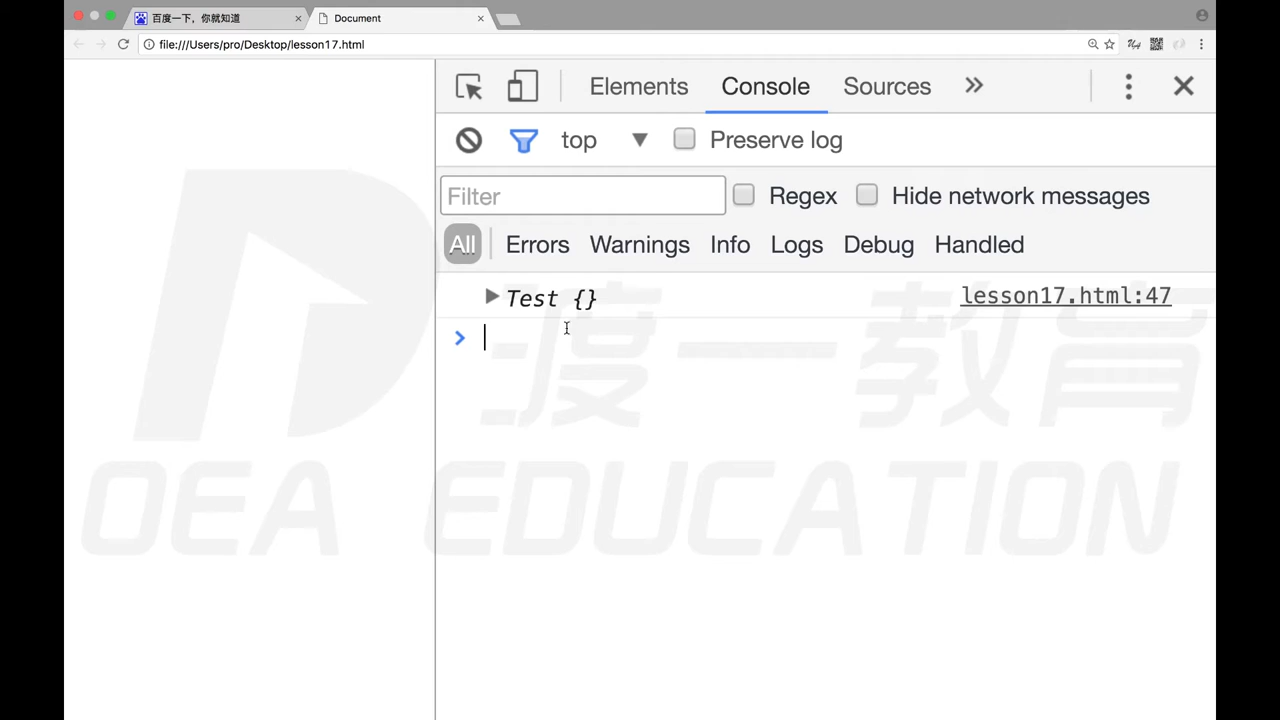 百度一下，你就知道
Document
file:///Users/pro/Desktop/lesson17.html
Elements Console Sources
top Preserve log
Filter Regex Hide network messages
All Errors Warnings Info Logs Debug Handled
Test {} lesson17.html:47
渡一教育
OEA EDUCATION